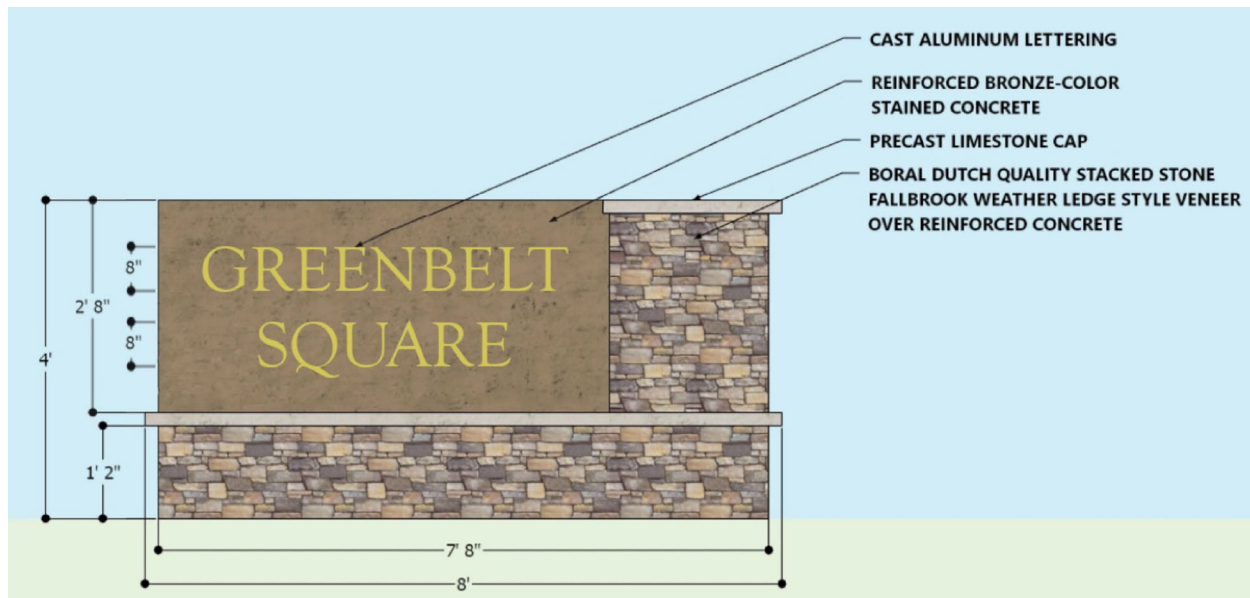 CAST ALUMINUM LETTERING
REINFORCED BRONZE-COLOR
STAINED CONCRETE
PRECAST LIMESTONE CAP
BORAL DUTCH QUALITY STACKED STONE
FALLBROOK WEATHER LEDGE STYLE VENEER
OVER REINFORCED CONCRETE
GREENBELT
SQUARE
8"
2' 8"
8"
4'
1' 2"
7' 8"
8'